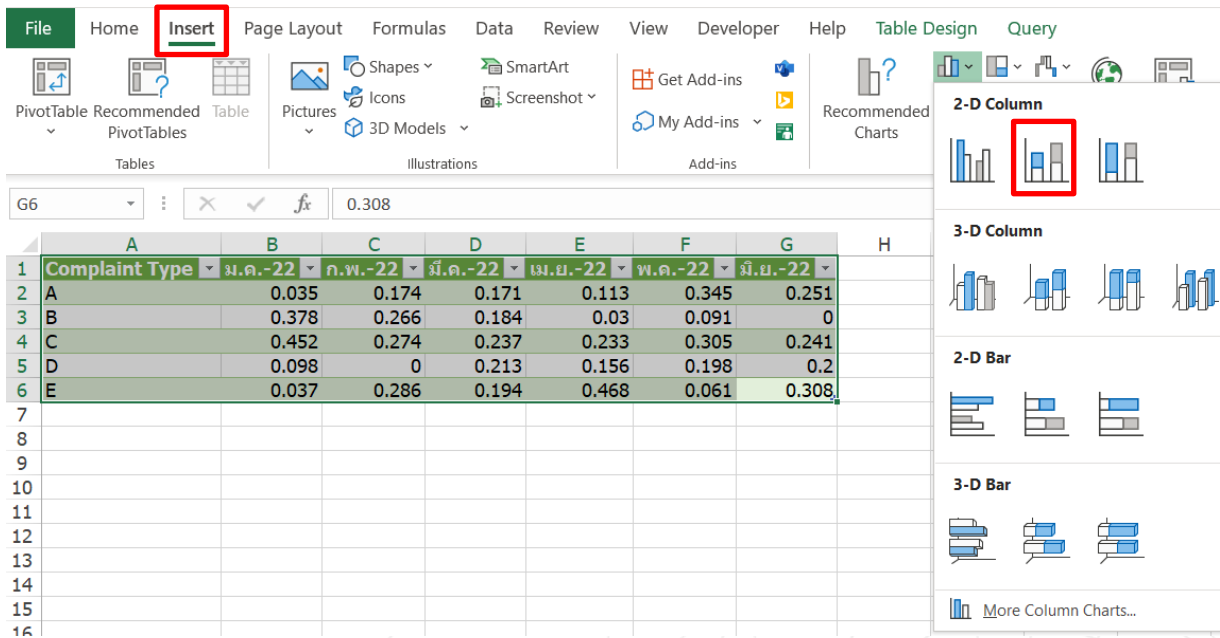 File Home Insert Page Layout Formulas Data Review View Developer Help Table Design Query
PivotTable Recommended PivotTables Table
Tables
Pictures Shapes Icons 3D Models SmartArt Screenshot
Illustrations
Get Add-ins
My Add-ins
Add-ins
Recommended Charts
G6 fx 0.308
A B C D E F G H
1 Complaint Type ม.ค.-22 ก.พ.-22 มี.ค.-22 เม.ย.-22 พ.ค.-22 มิ.ย.-22
2 A 0.035 0.174 0.171 0.113 0.345 0.251
3 B 0.378 0.266 0.184 0.03 0.091 0
4 C 0.452 0.274 0.237 0.233 0.305 0.241
5 D 0.098 0 0.213 0.156 0.198 0.2
6 E 0.037 0.286 0.194 0.468 0.061 0.308
7
8
9
10
11
12
13
14
15
16
2-D Column
3-D Column
2-D Bar
3-D Bar
More Column Charts...